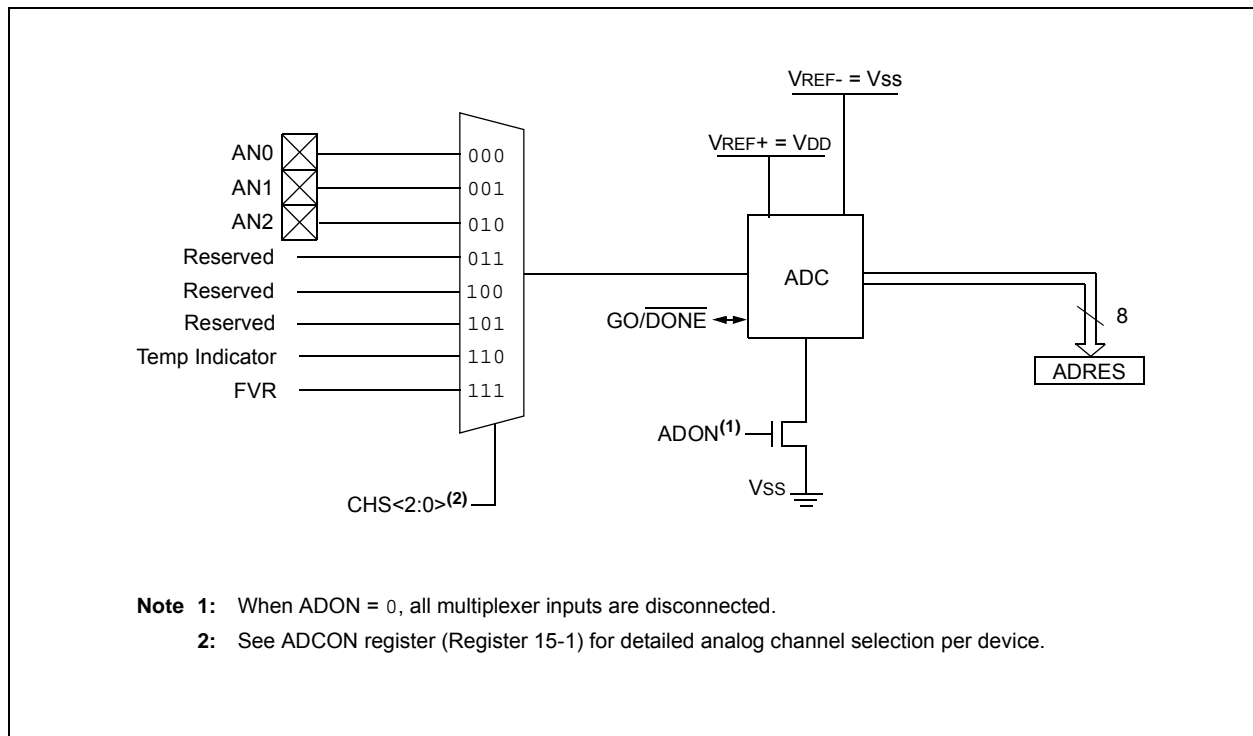 VREF- = Vss
VREF+ = VDD
AN0
000
AN1
001
AN2
010
Reserved
011
Reserved
100
Reserved
101
Temp Indicator
110
FVR
111
ADC
GO/DONE
8
ADRES
ADON(1)
VSS
CHS<2:0>(2)
Note 1: When ADON = 0, all multiplexer inputs are disconnected.
2: See ADCON register (Register 15-1) for detailed analog channel selection per device.